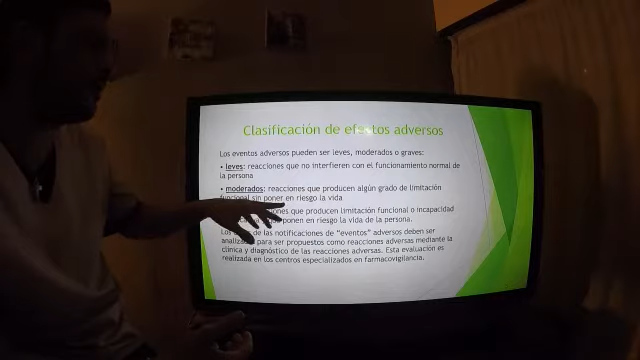 Clasificación de efectos adversos
Los eventos adversos pueden ser leves, moderados o graves:
• leves: reacciones que no interfieren con el funcionamiento normal de
la persona
• moderados: reacciones que producen algún grado de limitación
funcional sin poner en riesgo la vida
que producen limitación funcional o incapacidad
ponen en riesgo la vida de la persona.
Los de las notificaciones de "eventos" adversos deben ser
para ser propuestos como reacciones adversas mediante la
clínica y diagnóstico de las reacciones adversas. Esta evaluación es
realizada en los centros especializados en farmacovigilancia.